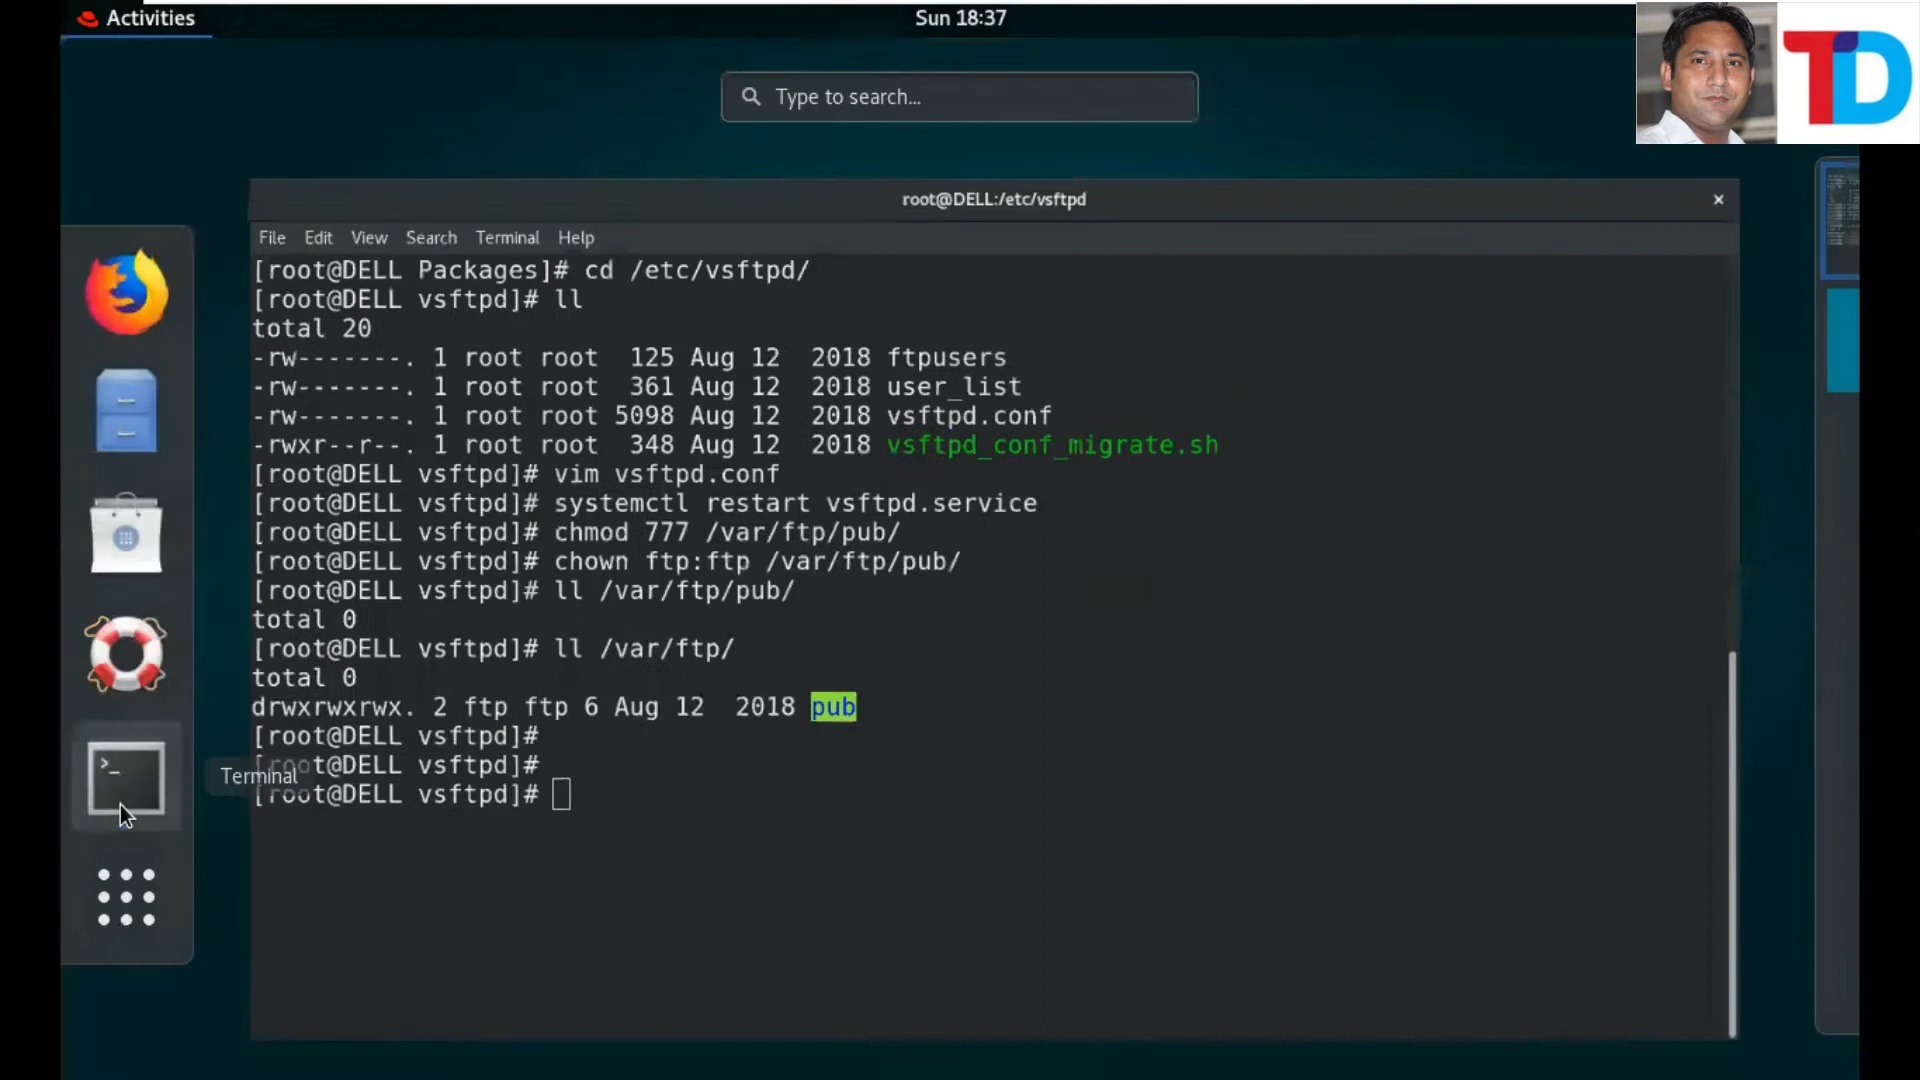 Activities
Sun 18:37
TD
Type to search...
root@DELL:/etc/vsftpd
File Edit View Search Terminal Help
[root@DELL Packages]# cd /etc/vsftpd/
[root@DELL vsftpd]# ll
total 20
-rw-------. 1 root root  125 Aug 12  2018 ftpusers
-rw-------. 1 root root  361 Aug 12  2018 user_list
-rw-------. 1 root root 5098 Aug 12  2018 vsftpd.conf
-rwxr--r--. 1 root root  348 Aug 12  2018 vsftpd_conf_migrate.sh
[root@DELL vsftpd]# vim vsftpd.conf
[root@DELL vsftpd]# systemctl restart vsftpd.service
[root@DELL vsftpd]# chmod 777 /var/ftp/pub/
[root@DELL vsftpd]# chown ftp:ftp /var/ftp/pub/
[root@DELL vsftpd]# ll /var/ftp/pub/
total 0
[root@DELL vsftpd]# ll /var/ftp/
total 0
drwxrwxrwx. 2 ftp ftp 6 Aug 12  2018 pub
[root@DELL vsftpd]#
[root@DELL vsftpd]#
Terminal
[root@DELL vsftpd]#